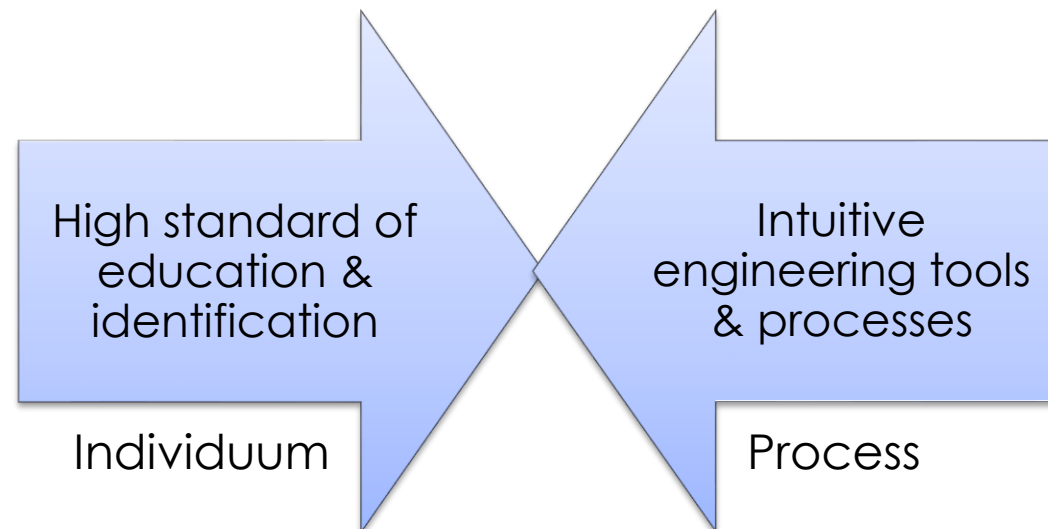 High standard of
education &
identification
Individuum
Intuitive
engineering tools
& processes
Process